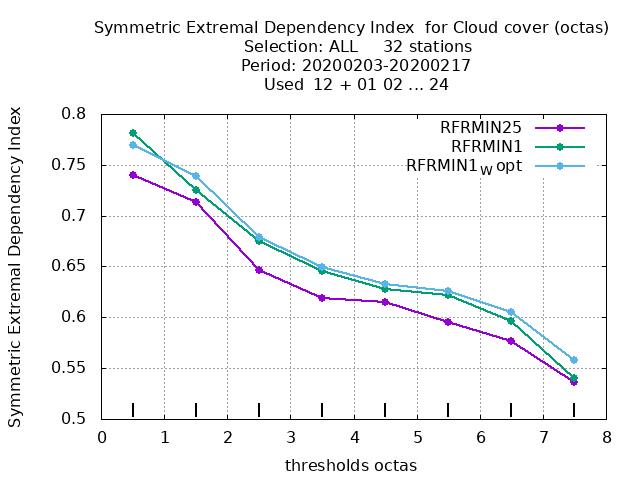 Symmetric Extremal Dependency Index  for Cloud cover (octas)
Selection: ALL     32 stations
Period: 20200203-20200217
Used  12 + 01 02 ... 24
Symmetric Extremal Dependency Index
0.8
0.75
0.7
0.65
0.6
0.55
0.5
RFRMIN25
RFRMIN1
RFRMIN1W opt
0 1 2 3 4 5 6 7 8
thresholds octas